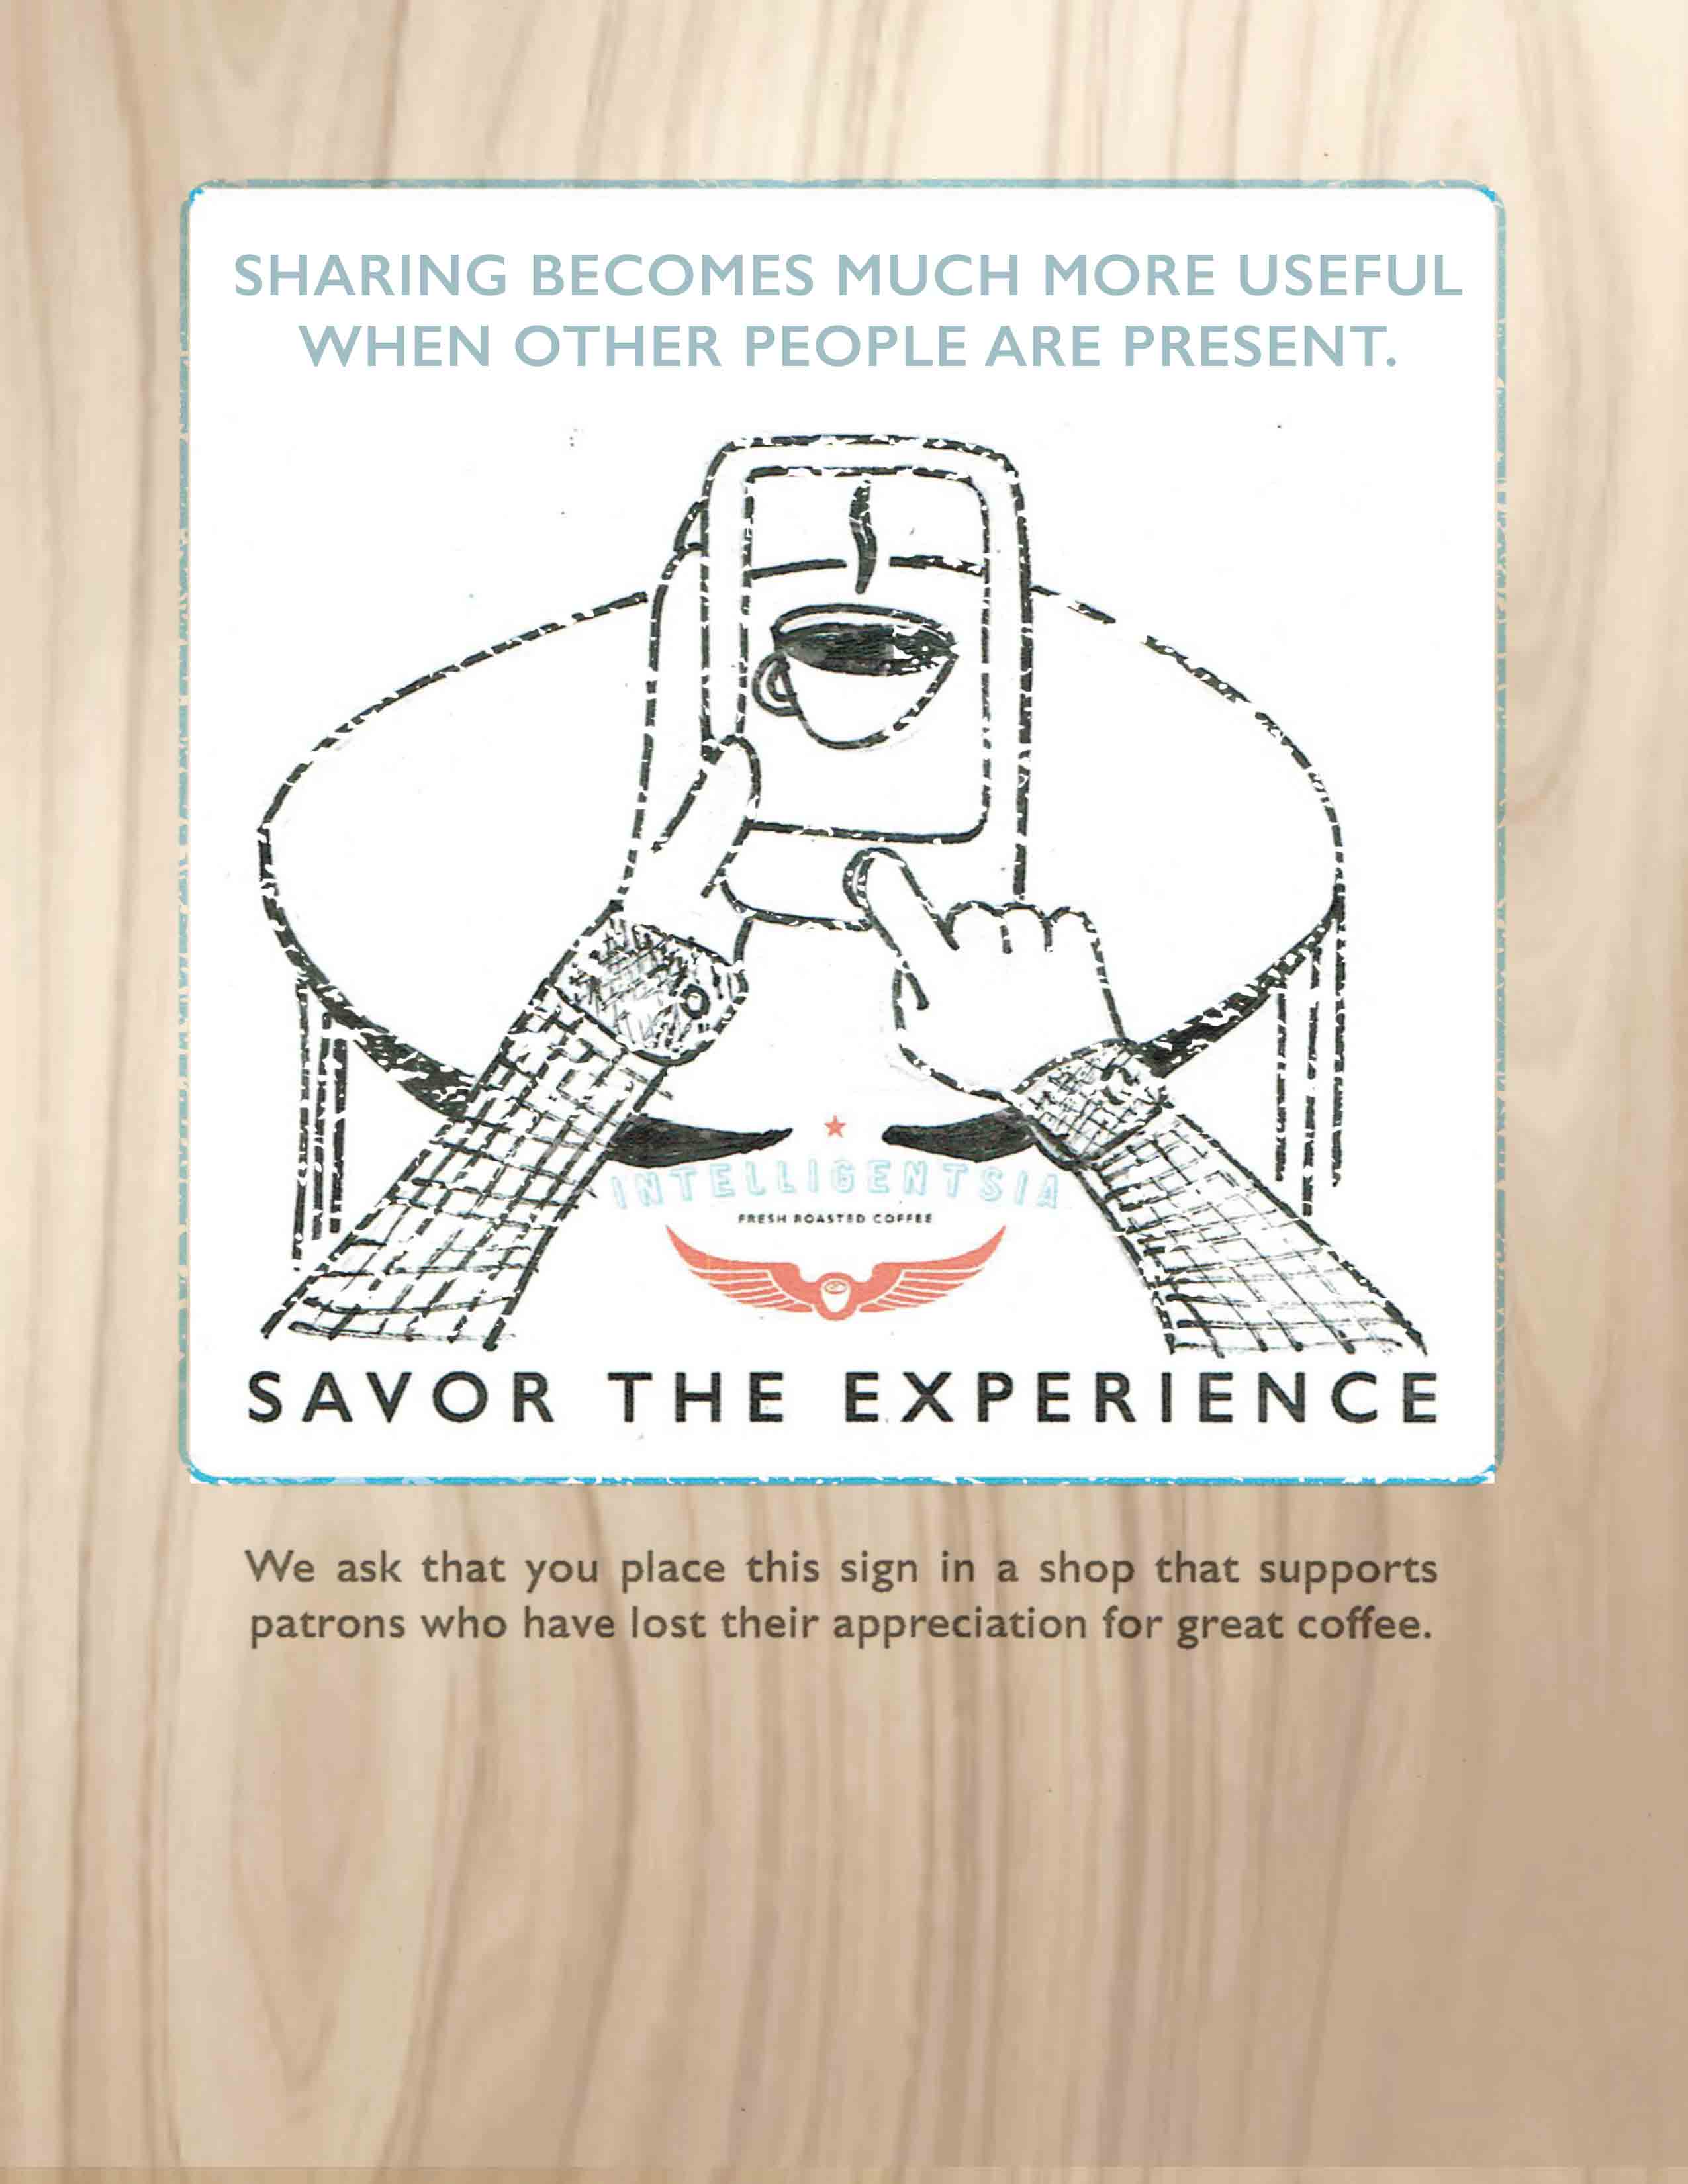 SHARING BECOMES MUCH MORE USEFUL
WHEN OTHER PEOPLE ARE PRESENT.
INTELLIGENTSIA
FRESH ROASTED COFFEE
SAVOR THE EXPERIENCE
We ask that you place this sign in a shop that supports
patrons who have lost their appreciation for great coffee.